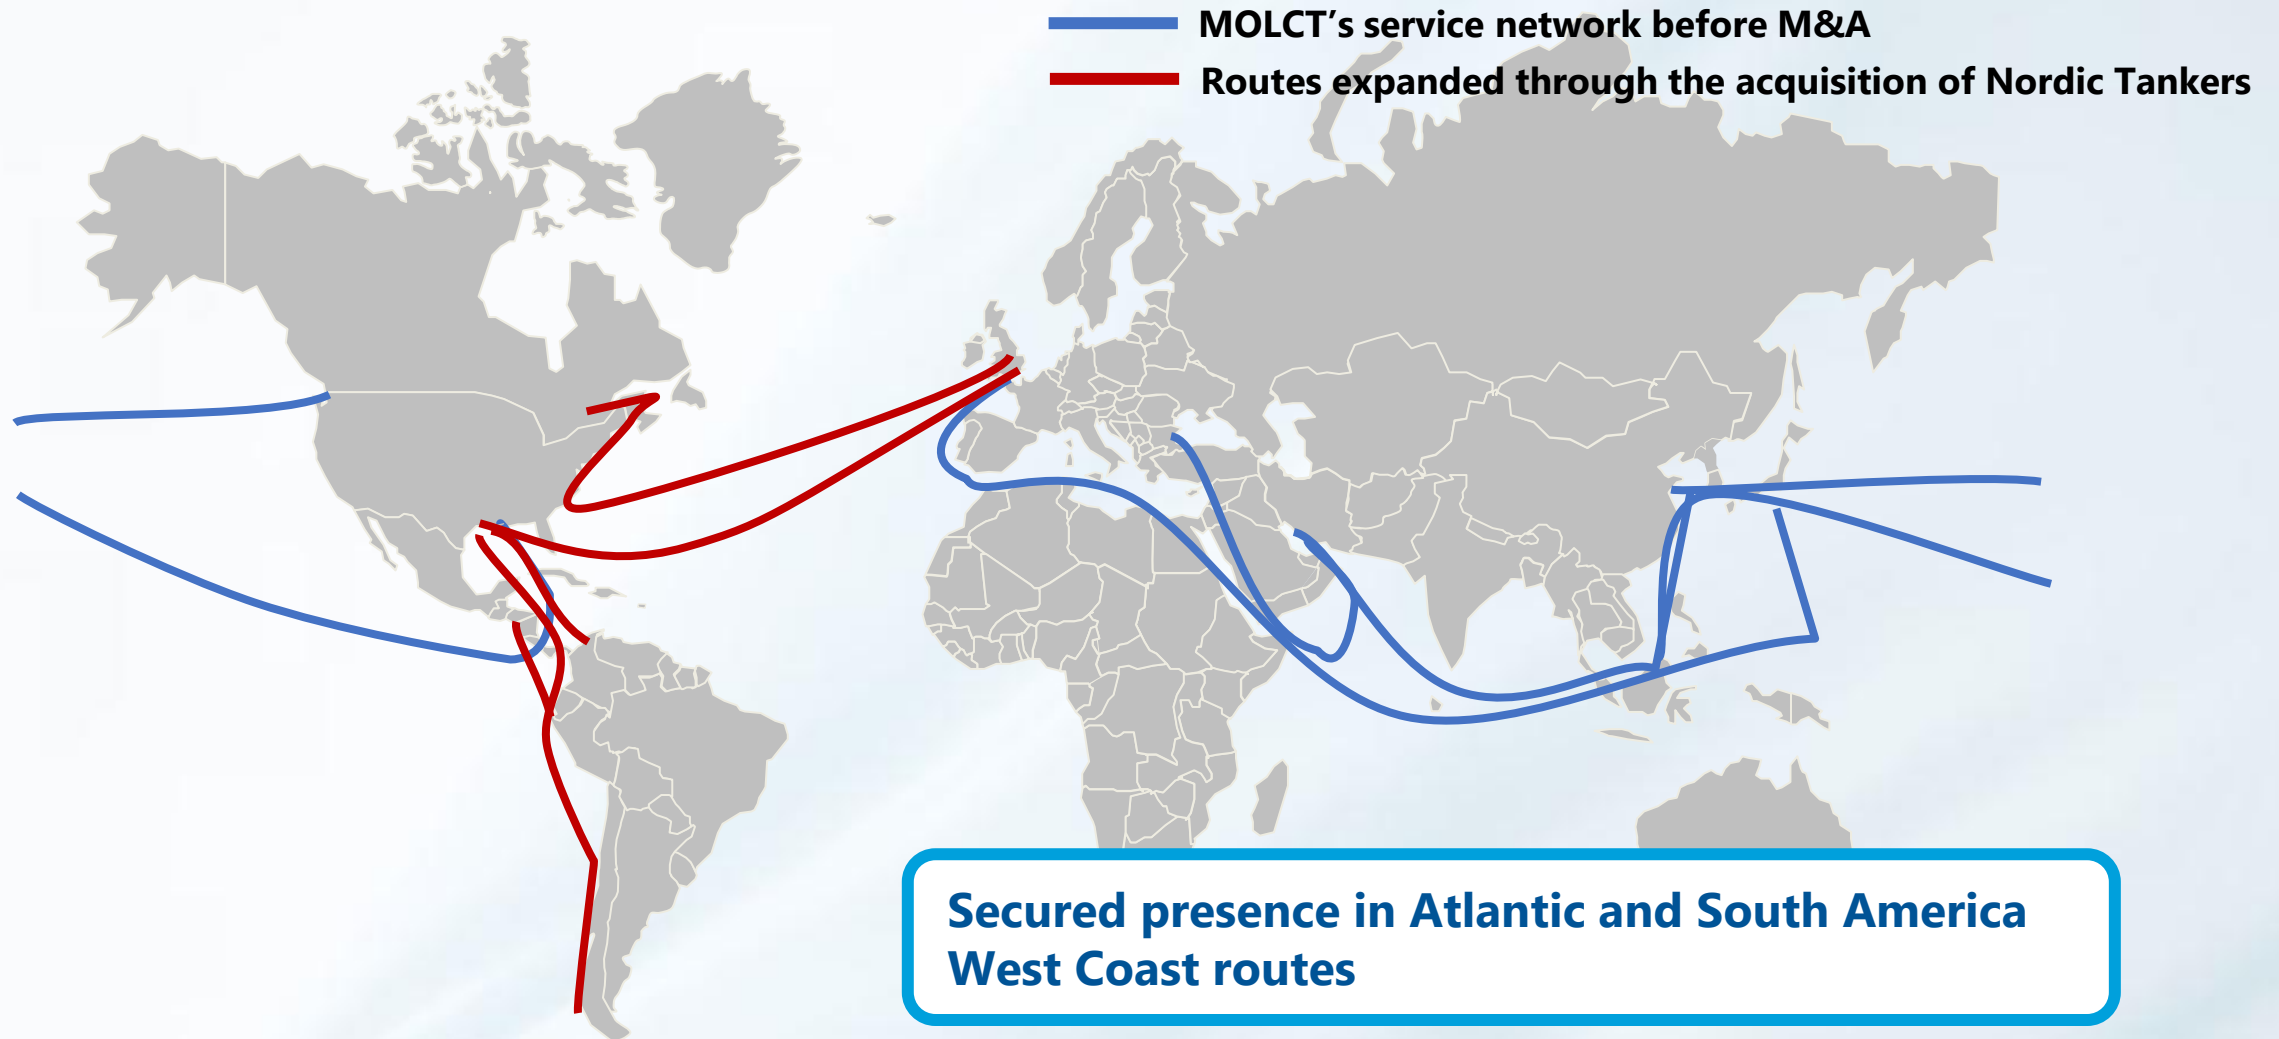 MOLCT’s service network before M&A
Routes expanded through the acquisition of Nordic Tankers
Secured presence in Atlantic and South America
West Coast routes